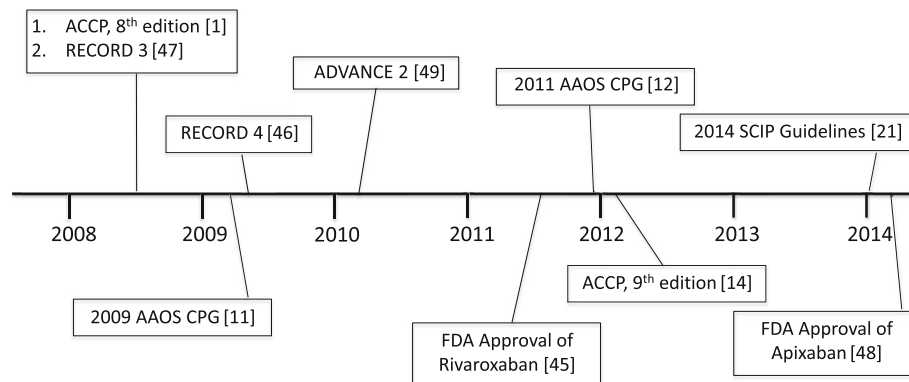 1. ACCP, 8th edition [1]
2. RECORD 3 [47]
ADVANCE 2 [49]
2011 AAOS CPG [12]
RECORD 4 [46]
2014 SCIP Guidelines [21]
2008 2009 2010 2011 2012 2013 2014
ACCP, 9th edition [14]
2009 AAOS CPG [11]
FDA Approval of
Rivaroxaban [45]
FDA Approval of
Apixaban [48]